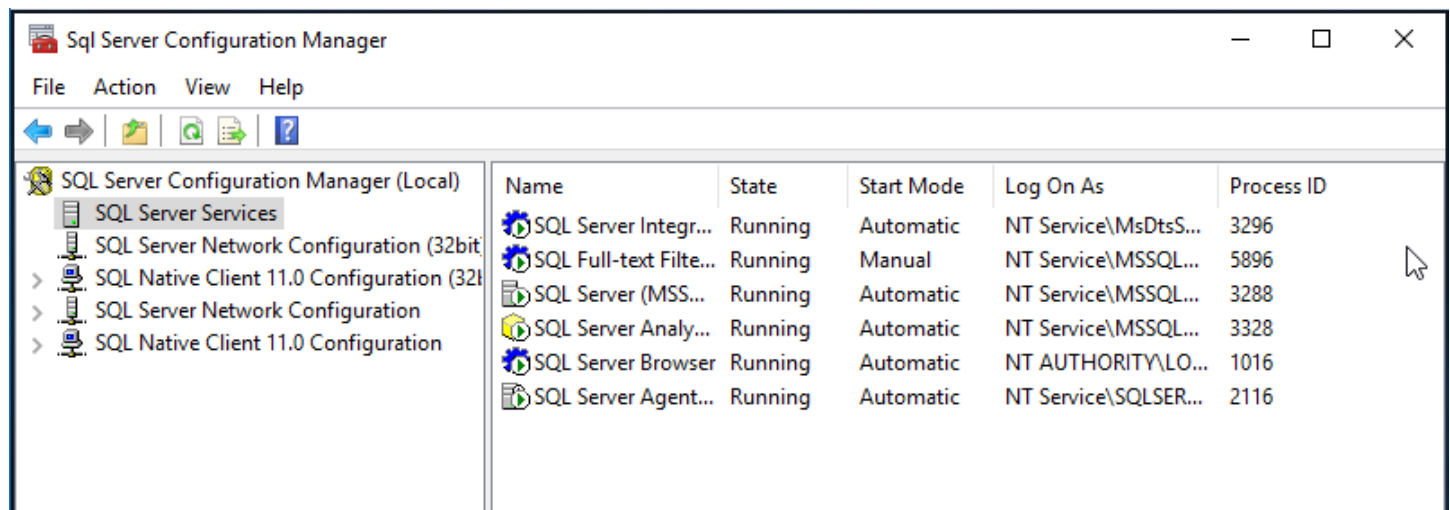 Sql Server Configuration Manager
File Action View Help
SQL Server Configuration Manager (Local)
SQL Server Services
SQL Server Network Configuration (32bit
SQL Native Client 11.0 Configuration (32b
SQL Server Network Configuration
SQL Native Client 11.0 Configuration
Name State Start Mode Log On As Process ID
SQL Server Integr... Running Automatic NT Service\MsDtsS... 3296
SQL Full-text Filte... Running Manual NT Service\MSSQL... 5896
SQL Server (MSS... Running Automatic NT Service\MSSQL... 3288
SQL Server Analy... Running Automatic NT Service\MSSQL... 3328
SQL Server Browser Running Automatic NT AUTHORITY\LO... 1016
SQL Server Agent... Running Automatic NT Service\SQLSER... 2116